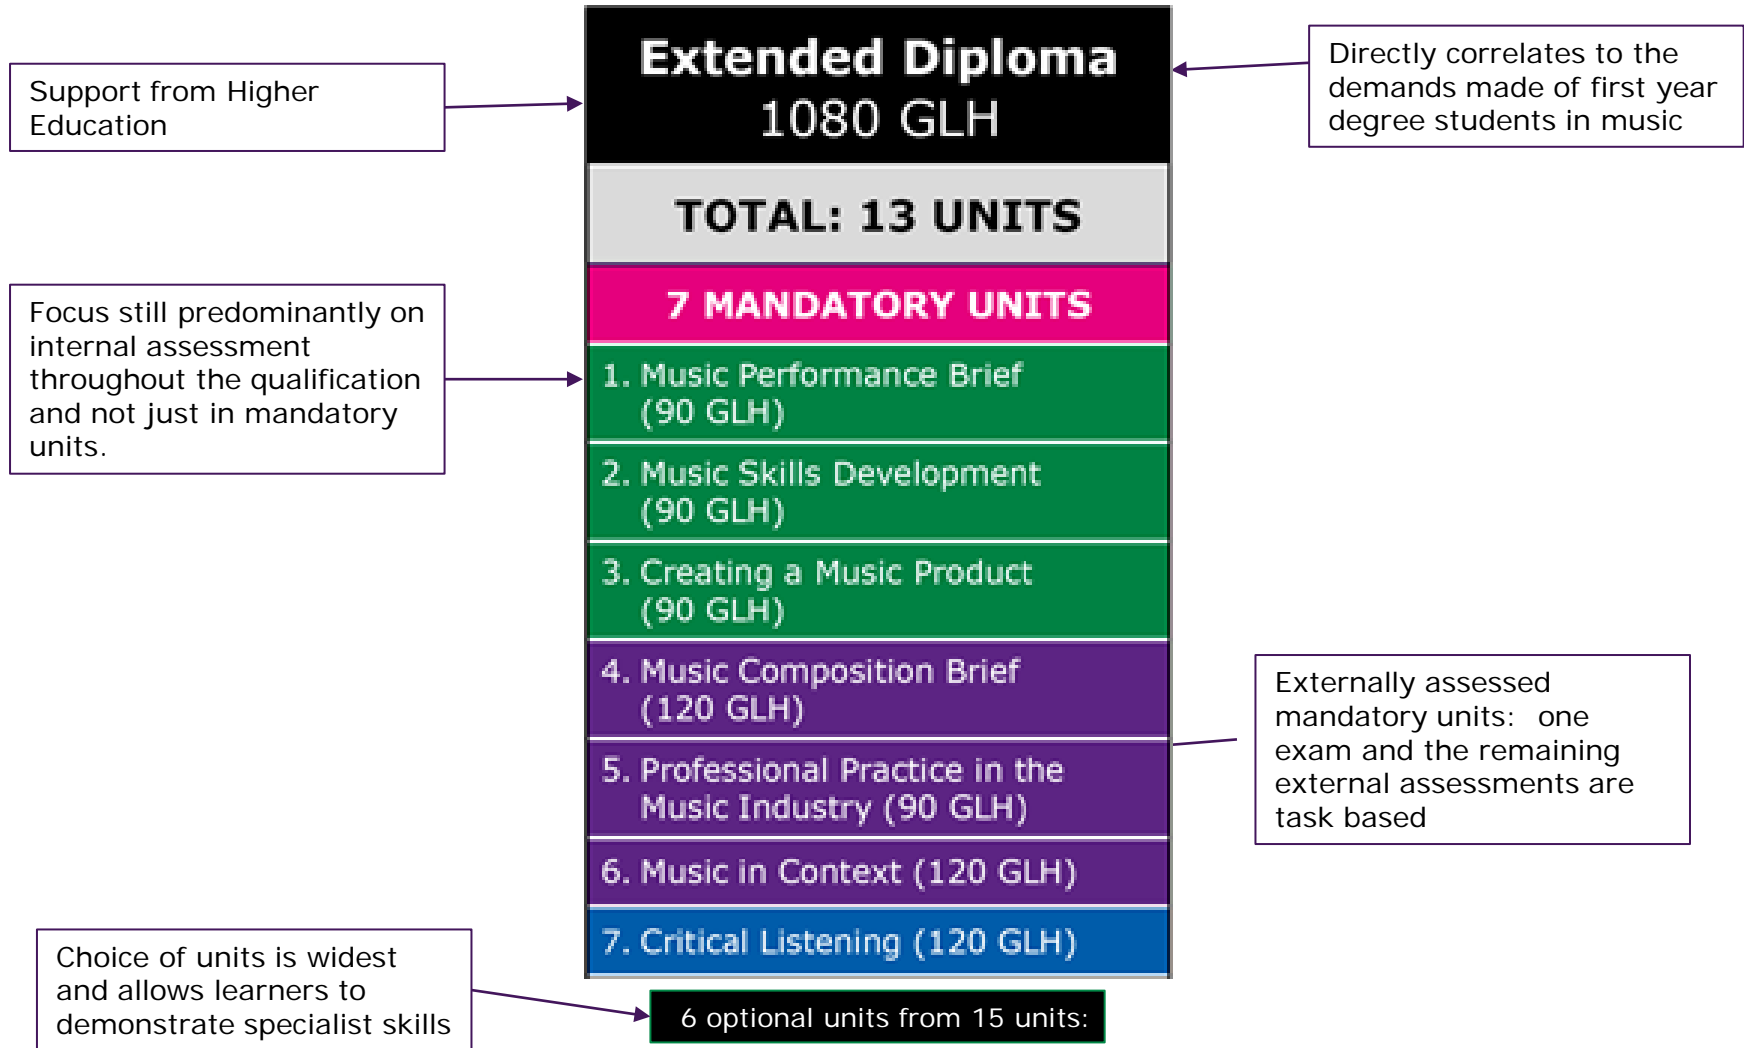 Extended Diploma
1080 GLH
Support from Higher
Education
Directly correlates to the
demands made of first year
degree students in music
TOTAL: 13 UNITS
7 MANDATORY UNITS
Focus still predominantly on
internal assessment
throughout the qualification
and not just in mandatory
units.
1. Music Performance Brief
(90 GLH)
2. Music Skills Development
(90 GLH)
3. Creating a Music Product
(90 GLH)
4. Music Composition Brief
(120 GLH)
5. Professional Practice in the
Music Industry (90 GLH)
6. Music in Context (120 GLH)
7. Critical Listening (120 GLH)
Externally assessed
mandatory units: one
exam and the remaining
external assessments are
task based
Choice of units is widest
and allows learners to
demonstrate specialist skills
6 optional units from 15 units: